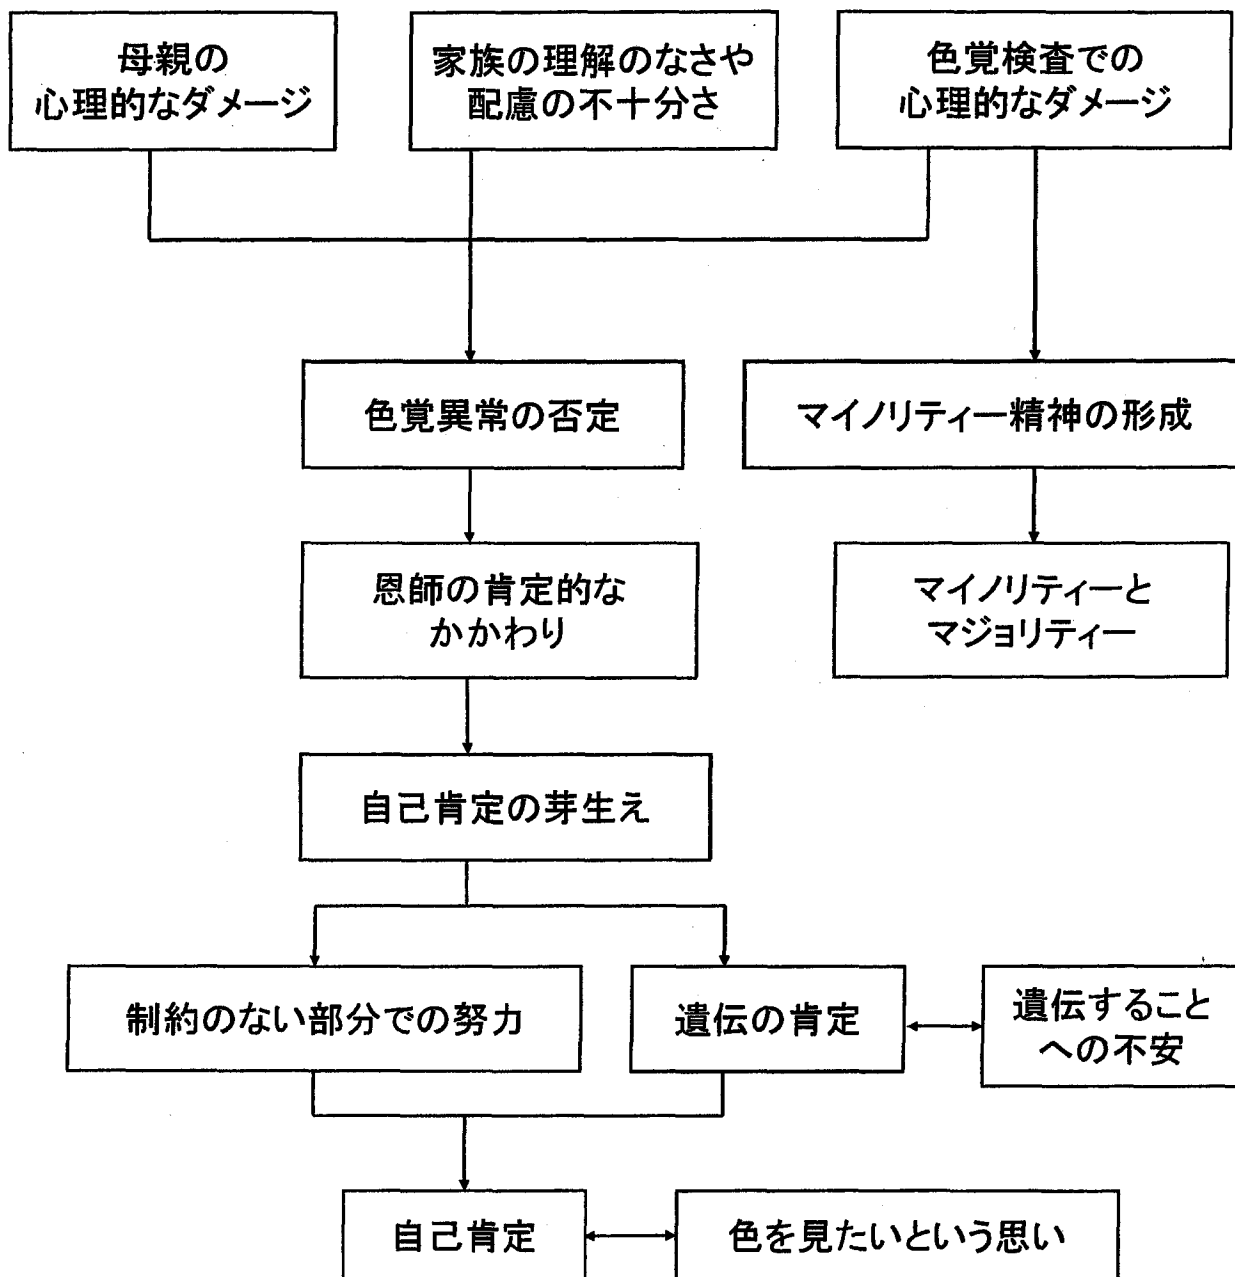 母親の
心理的なダメージ
家族の理解のなさや
配慮の不十分さ
色覚検査での
心理的なダメージ
色覚異常の否定
マイノリティー精神の形成
恩師の肯定的な
かかわり
マイノリティーと
マジョリティー
自己肯定の芽生え
制約のない部分での努力
遺伝の肯定
遺伝すること
への不安
自己肯定
色を見たいという思い